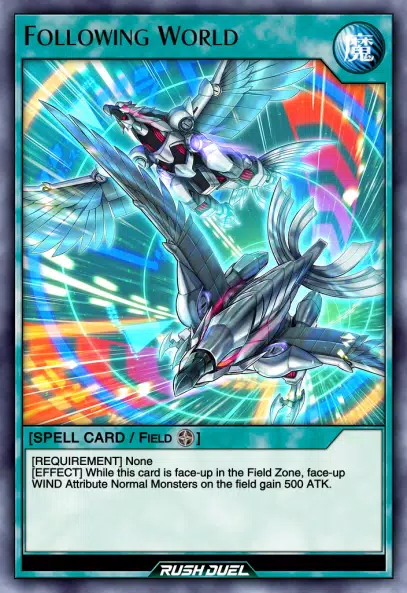 FOLLOWING WORLD
魔
[SPELL CARD / FIELD]
[REQUIREMENT] None
[EFFECT] While this card is face-up in the Field Zone, face-up
WIND Attribute Normal Monsters on the field gain 500 ATK.
RUSH DUEL